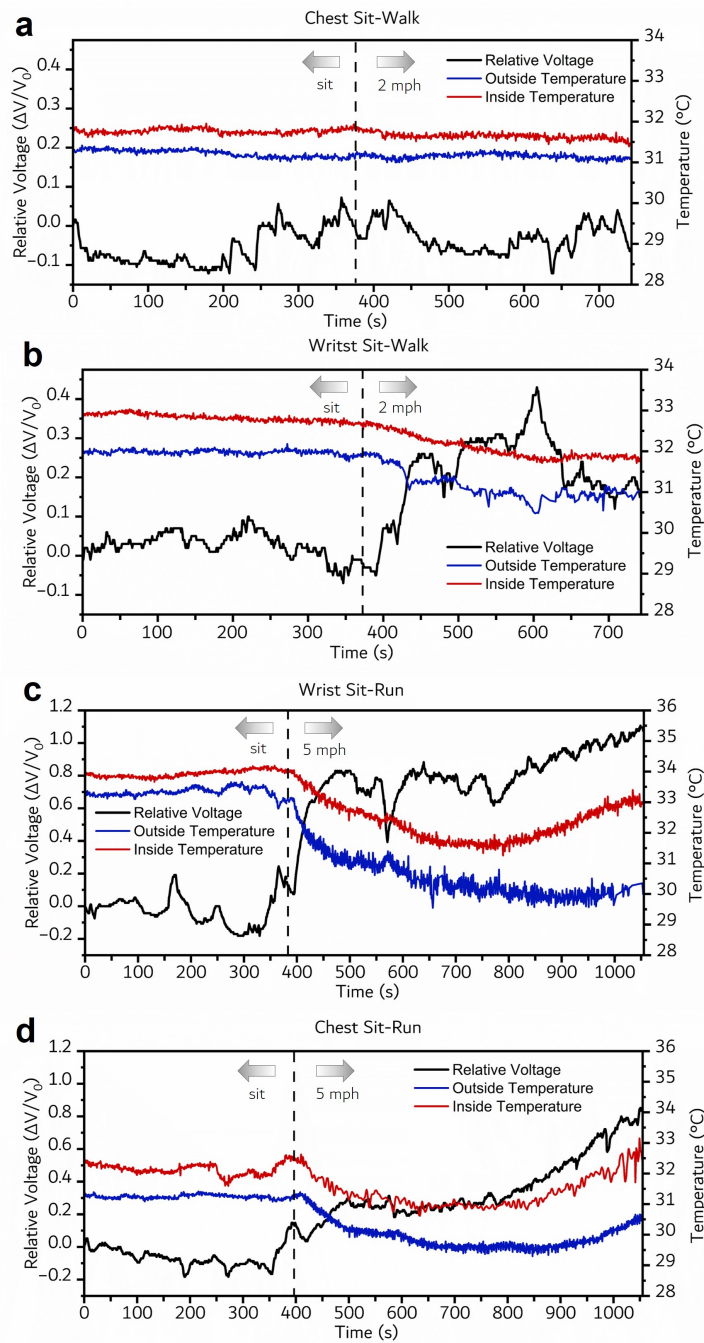 a
Chest Sit-Walk
sit
2 mph
Relative Voltage
Outside Temperature
Inside Temperature
Relative Voltage (ΔV/V₀)
0.4
0.3
0.2
0.1
0.0
−0.1
34
33
32
31
30
29
28
Temperature (°C)
0 100 200 300 400 500 600 700
Time (s)
b
Writst Sit-Walk
sit
2 mph
Relative Voltage (ΔV/V₀)
0.4
0.3
0.2
0.1
0.0
−0.1
Relative Voltage
Outside Temperature
Inside Temperature
34
33
32
31
30
29
28
Temperature (°C)
0 100 200 300 400 500 600 700
Time (s)
c
Wrist Sit-Run
sit
5 mph
Relative Voltage
Outside Temperature
Inside Temperature
Relative Voltage (ΔV/V₀)
1.2
1.0
0.8
0.6
0.4
0.2
0.0
−0.2
36
35
34
33
32
31
30
29
28
Temperature (°C)
0 100 200 300 400 500 600 700 800 900 1000
Time (s)
d
Chest Sit-Run
sit
5 mph
Relative Voltage
Outside Temperature
Inside Temperature
Relative Voltage (ΔV/V₀)
1.2
1.0
0.8
0.6
0.4
0.2
0.0
−0.2
36
35
34
33
32
31
30
29
28
Temperature (°C)
0 100 200 300 400 500 600 700 800 900 1000
Time (s)